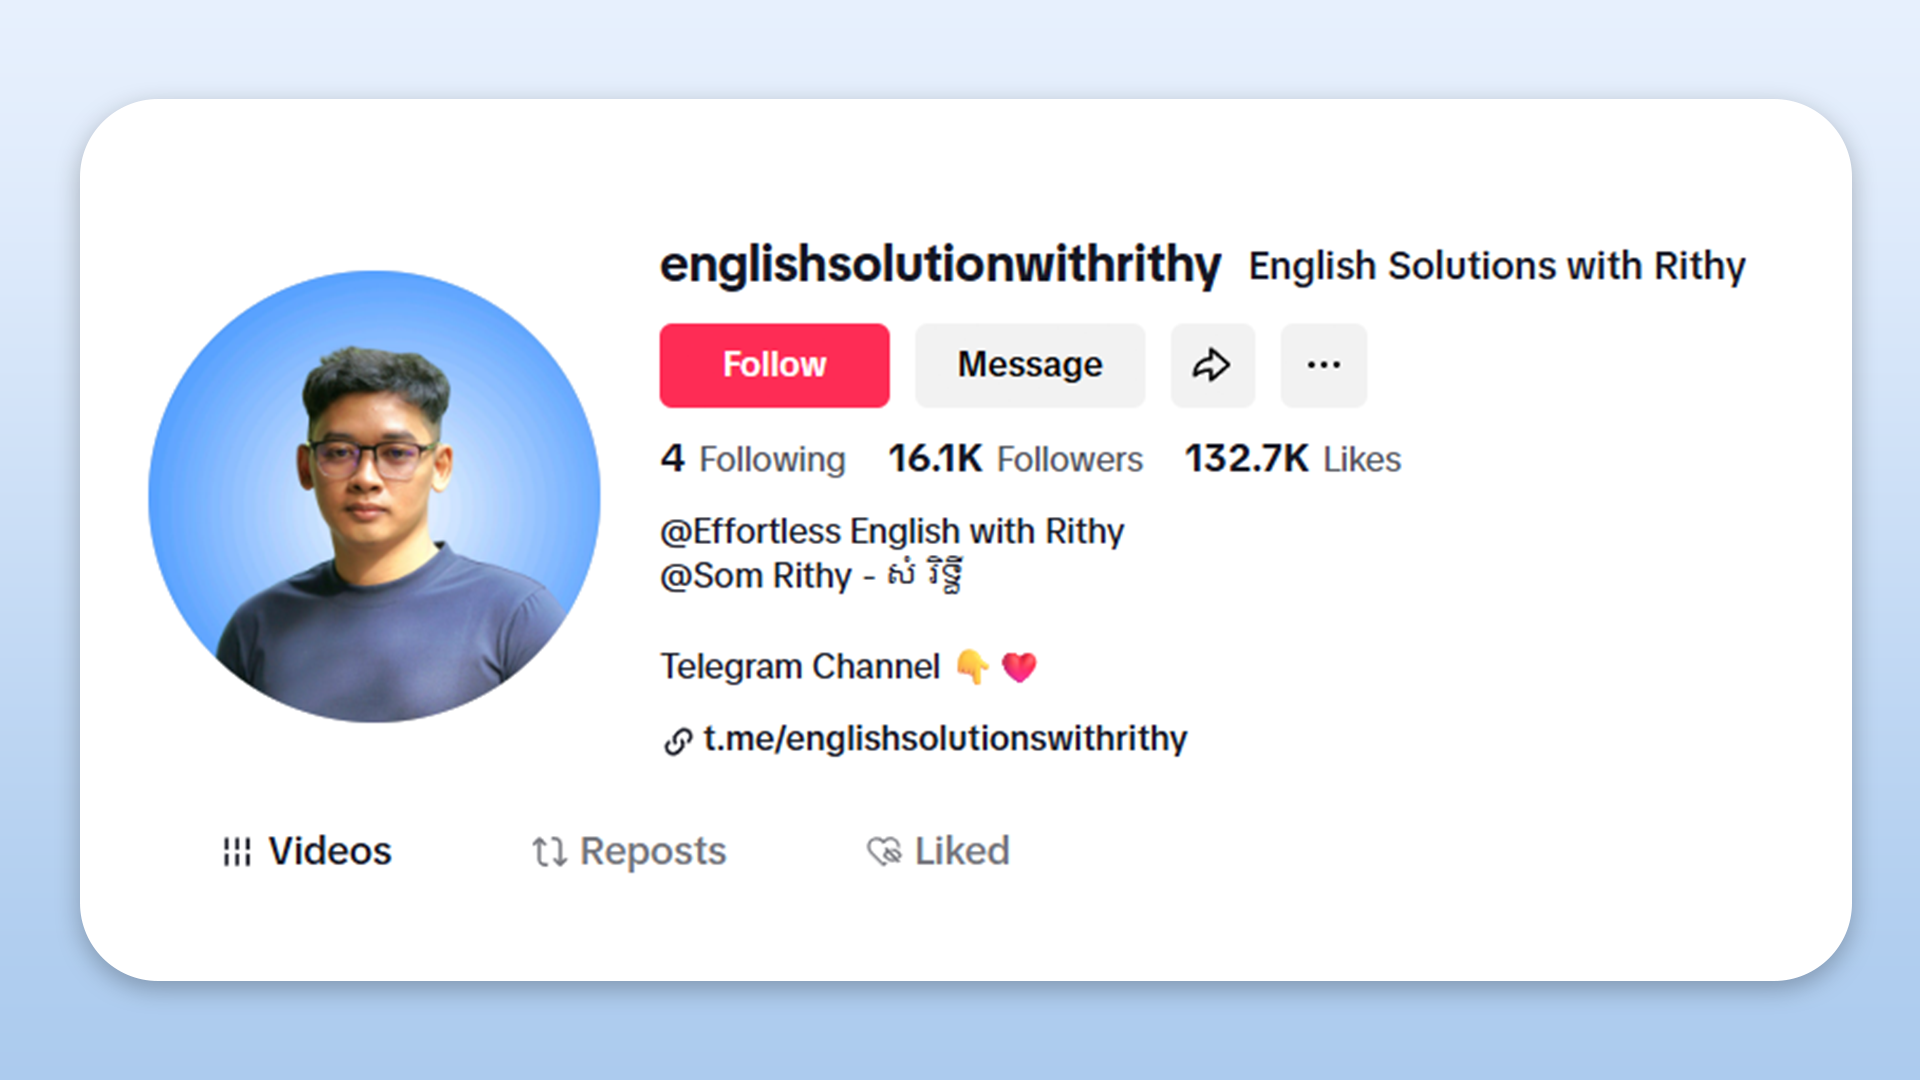 englishsolutionwithrithy English Solutions with Rithy
Follow Message
4 Following 16.1K Followers 132.7K Likes
@Effortless English with Rithy
@Som Rithy - សំ រិទ្ធី
Telegram Channel 👇 ❤️
t.me/englishsolutionswithrithy
Videos Reposts Liked